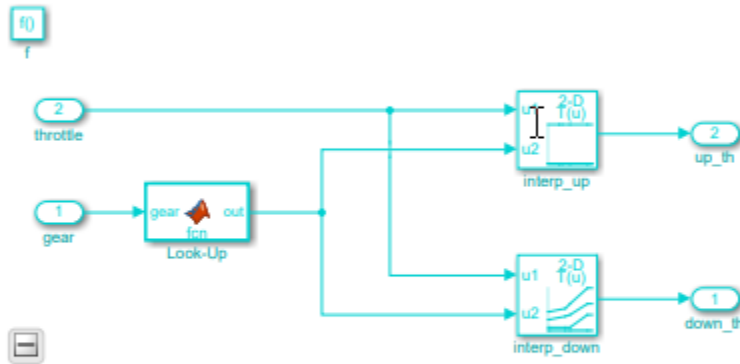 f()
f
2
throttle
1
gear
gear
out
fcn
Look-Up
u1
u2
2-D
T(u)
interp_up
2
up_th
u1
u2
2-D
T(u)
interp_down
1
down_th